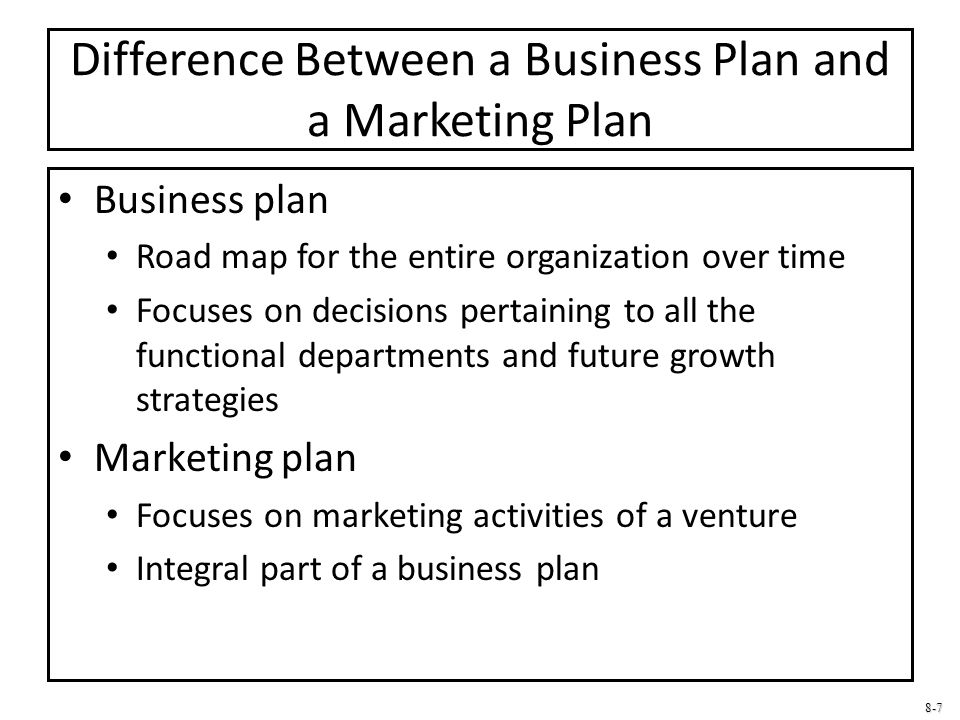 Difference Between a Business Plan and
a Marketing Plan
• Business plan
• Road map for the entire organization over time
• Focuses on decisions pertaining to all the
functional departments and future growth
strategies
• Marketing plan
• Focuses on marketing activities of a venture
• Integral part of a business plan
8-7